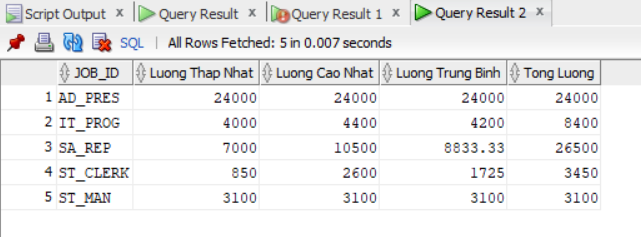 Script Output x Query Result x Query Result 1 x Query Result 2 x
SQL | All Rows Fetched: 5 in 0.007 seconds
JOB_ID Luong Thap Nhat Luong Cao Nhat Luong Trung Binh Tong Luong
1 AD_PRES 24000 24000 24000 24000
2 IT_PROG 4000 4400 4200 8400
3 SA_REP 7000 10500 8833.33 26500
4 ST_CLERK 850 2600 1725 3450
5 ST_MAN 3100 3100 3100 3100